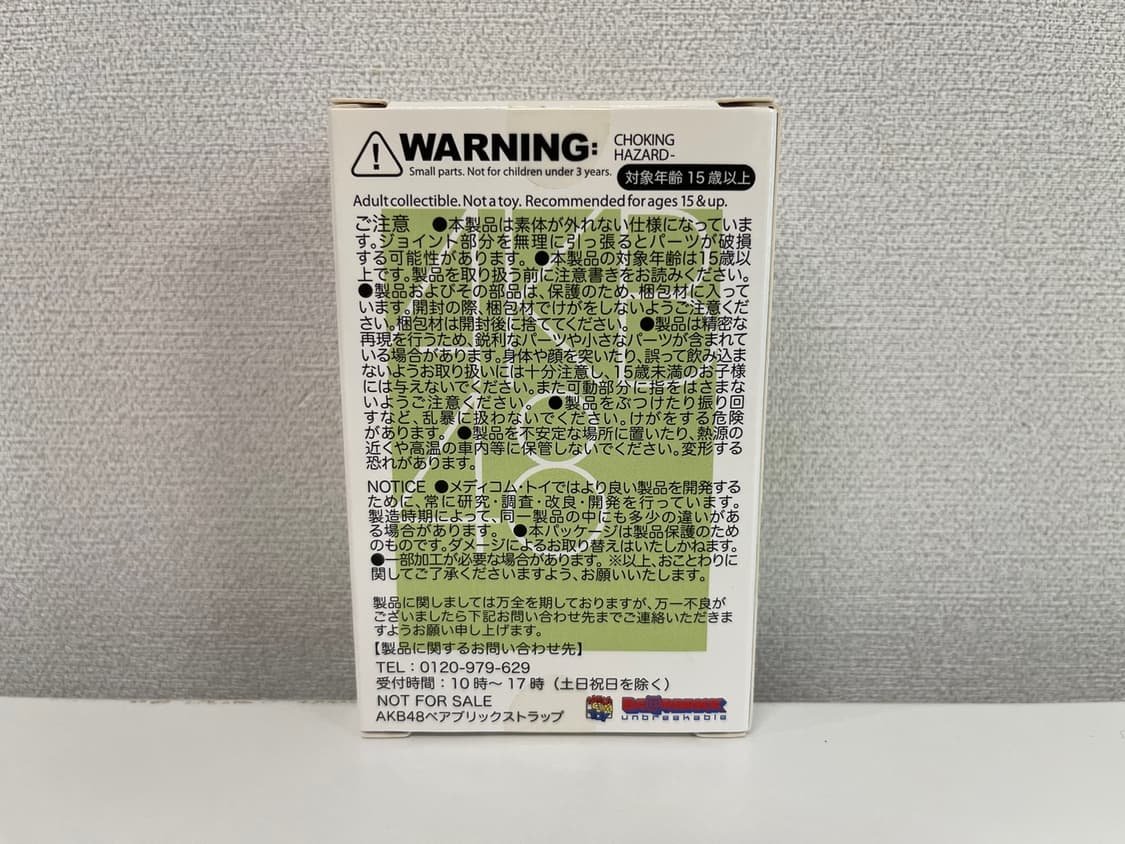 WARNING:
CHOKING
HAZARD-
Small parts. Not for children under 3 years.
対象年齢15歳以上
Adult collectible. Not a toy. Recommended for ages 15 & up.
ご注意 ●本製品は素体が外れない仕様になっていま
す。ジョイント部分を無理に引っ張るとパーツが破損
する可能性があります。 ●本製品の対象年齢は15歳以
上です。製品を取り扱う前に注意書きをお読みください。
●製品およびその部品は、保護のため、梱包材に入って
います。開封の際、梱包材でけがをしないようご注意くだ
さい。梱包材は開封後に捨ててください。 ●製品は精密な
再現を行うため、鋭利なパーツや小さなパーツが含まれて
いる場合があります。身体や顔を突いたり、誤って飲み込ま
ないようお取り扱いには十分注意し、15歳未満のお子様
には与えないでください。また可動部分に指をはさまな
いようご注意ください。 ●製品をぶつけたり振り回
すなど、乱暴に扱わないでください。けがをする危険
があります。 ●製品を不安定な場所に置いたり、熱源の
近くや高温の車内等に保管しないでください。変形する
恐れがあります。
AKB
48
NOTICE ●メディコム・トイではより良い製品を開発する
ために、常に研究・調査・改良・開発を行っています。
製造時期によって、同一製品の中にも多少の違いがあ
る場合があります。 ●本パッケージは製品保護のため
のものです。ダメージによるお取り替えはいたしかねます。
●一部加工が必要な場合があります。※以上、おことわりに
関してご了承くださいますよう、お願いいたします。
製品に関しましては万全を期しておりますが、万一不良が
ございましたら下記お問い合わせ先までご連絡いただきま
すようお願い申し上げます。
【製品に関するお問い合わせ先】
TEL：0120-979-629
受付時間：10時～17時（土日祝日を除く）
NOT FOR SALE
AKB48ベアブリックストラップ
BE@RBRICK
unbreakable